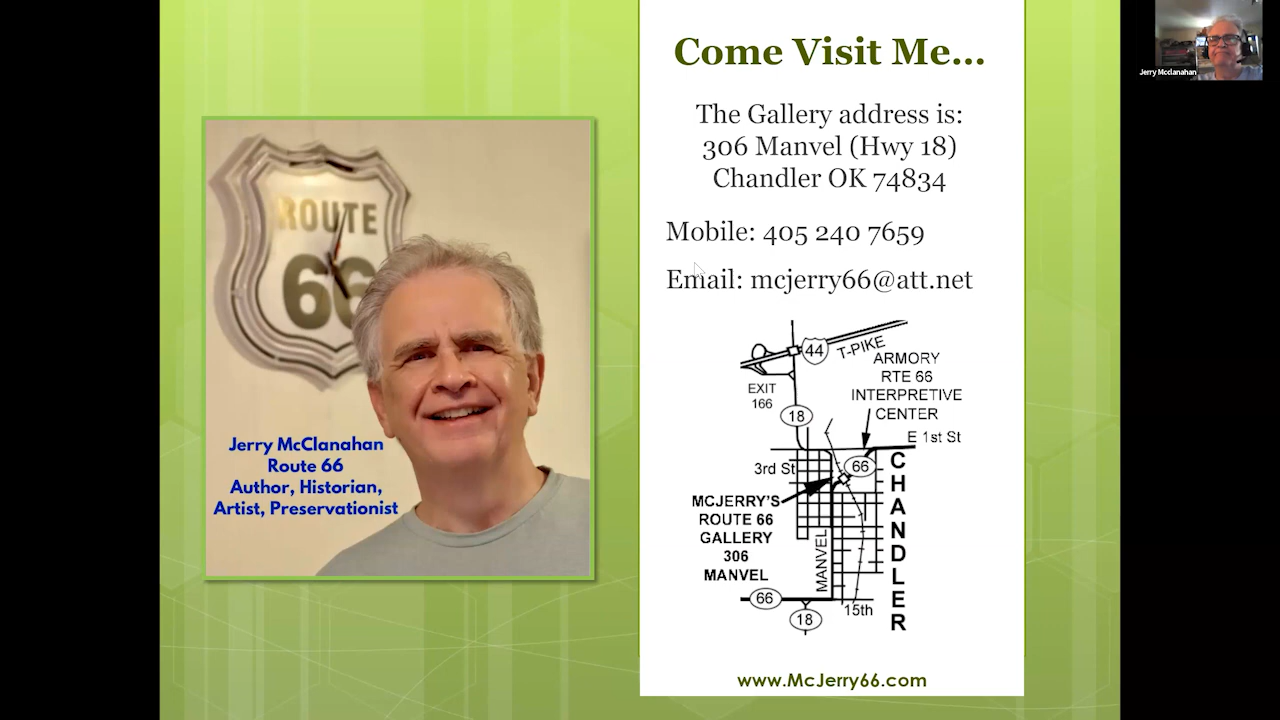 Come Visit Me...
The Gallery address is:
306 Manvel (Hwy 18)
Chandler OK 74834
Mobile: 405 240 7659
Email: mcjerry66@att.net
ROUTE
66
Jerry McClanahan
Route 66
Author, Historian,
Artist, Preservationist
44
T-PIKE
EXIT
166
ARMORY
RTE 66
INTERPRETIVE
CENTER
18
E 1st St
3rd St
66
MCJERRY'S
ROUTE 66
GALLERY
306
MANVEL
MANVEL
CHANDLER
66
18
15th
www.McJerry66.com
Jerry Mcclanahan